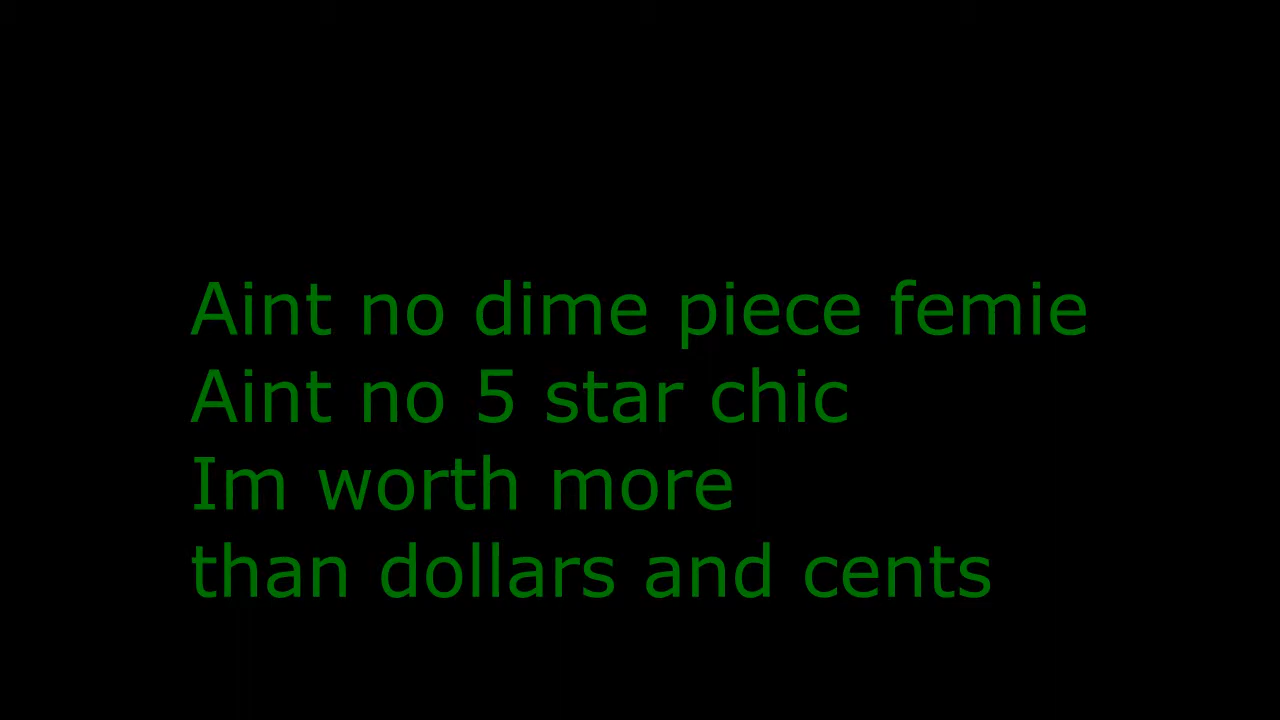 Aint no dime piece femie
Aint no 5 star chic
Im worth more
than dollars and cents